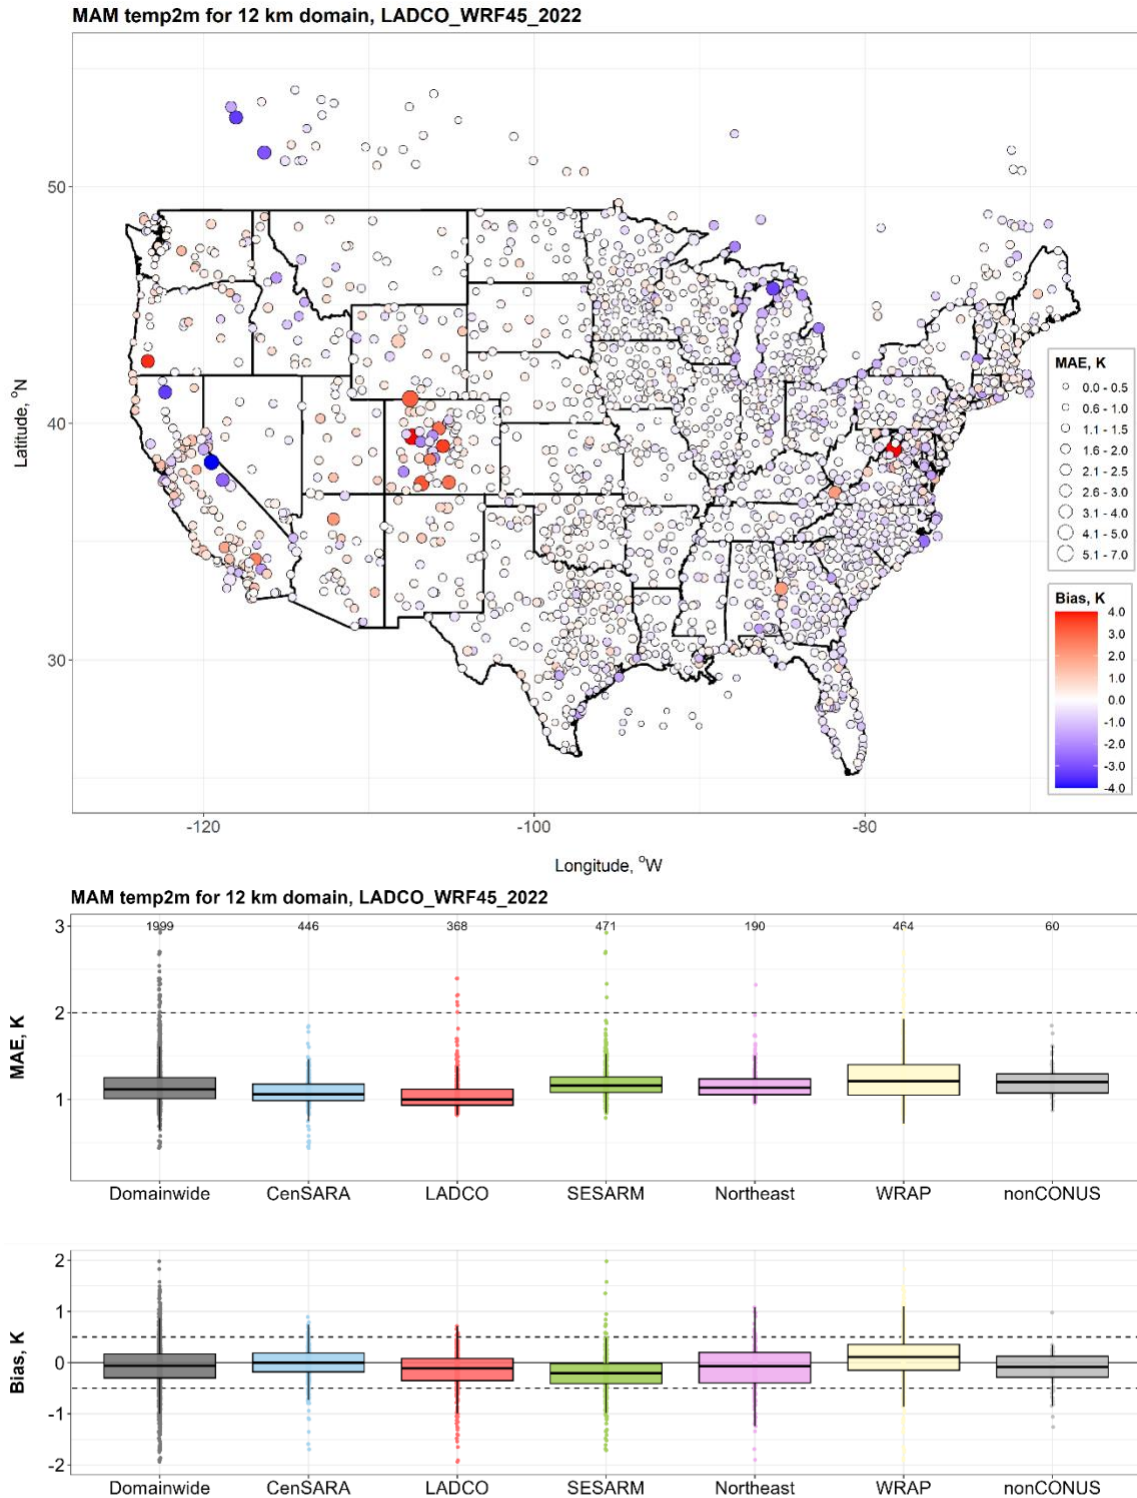 MAM temp2m for 12 km domain, LADCO_WRF45_2022
Latitude, °N
50
40
30
-120
-100
-80
Longitude, °W
MAE, K
0.0 - 0.5
0.6 - 1.0
1.1 - 1.5
1.6 - 2.0
2.1 - 2.5
2.6 - 3.0
3.1 - 4.0
4.1 - 5.0
5.1 - 7.0
Bias, K
4.0
3.0
2.0
1.0
0.0
-1.0
-2.0
-3.0
-4.0
MAM temp2m for 12 km domain, LADCO_WRF45_2022
MAE, K
3
2
1
1999 446 368 471 190 464 60
Domainwide CenSARA LADCO SESARM Northeast WRAP nonCONUS
Bias, K
2
1
0
-1
-2
Domainwide CenSARA LADCO SESARM Northeast WRAP nonCONUS